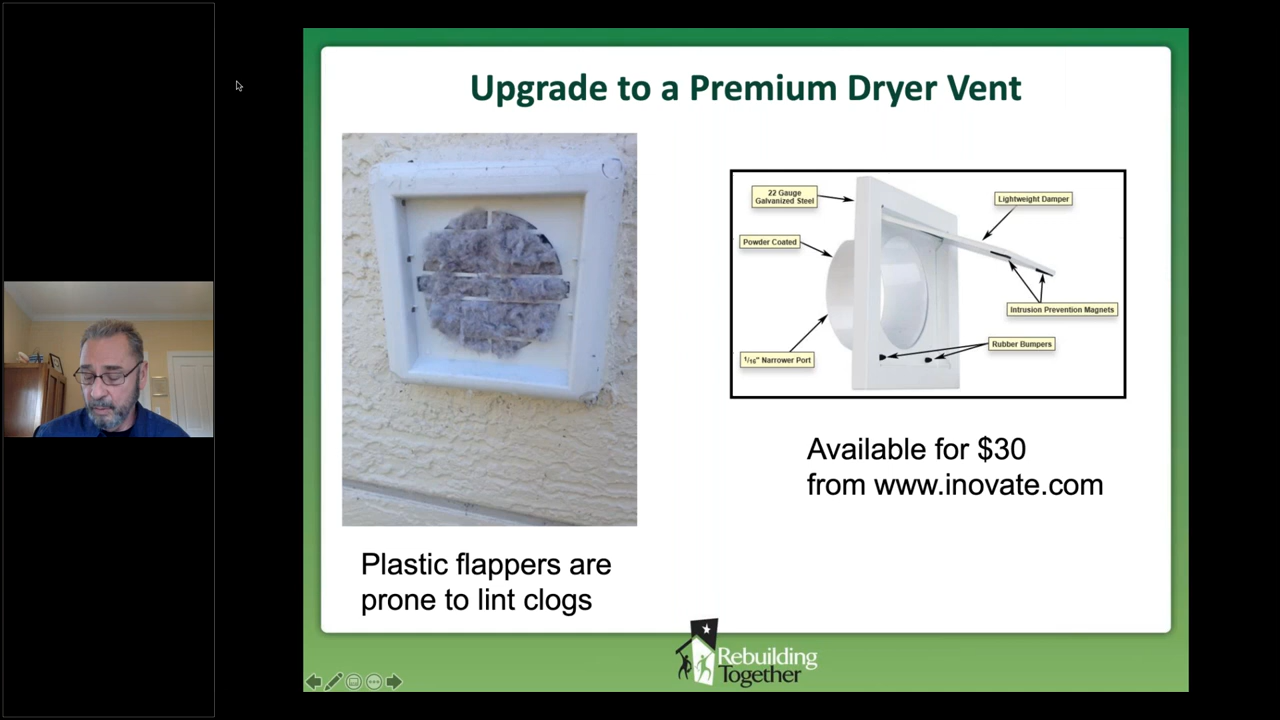 Upgrade to a Premium Dryer Vent
22 Gauge
Galvanized Steel
Lightweight Damper
Powder Coated
Intrusion Prevention Magnets
Rubber Bumpers
1/16" Narrower Port
Available for $30
from www.inovate.com
Plastic flappers are
prone to lint clogs
Rebuilding
Together